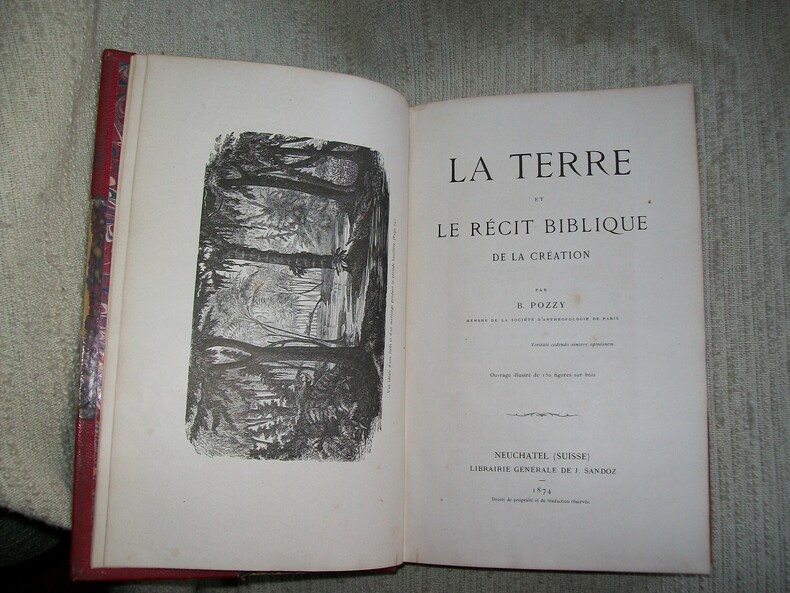 LA TERRE
ET
LE RÉCIT BIBLIQUE
DE LA CRÉATION
PAR
B. POZZY
MEMBRE DE LA SOCIÉTÉ D'ANTHROPOLOGIE DE PARIS
Veritati cedendo vincere opinionem.
Ouvrage illustré de 150 figures sur bois
NEUCHATEL (SUISSE)
LIBRAIRIE GÉNÉRALE DE J. SANDOZ
1874
Droits de propriété et de traduction réservés.